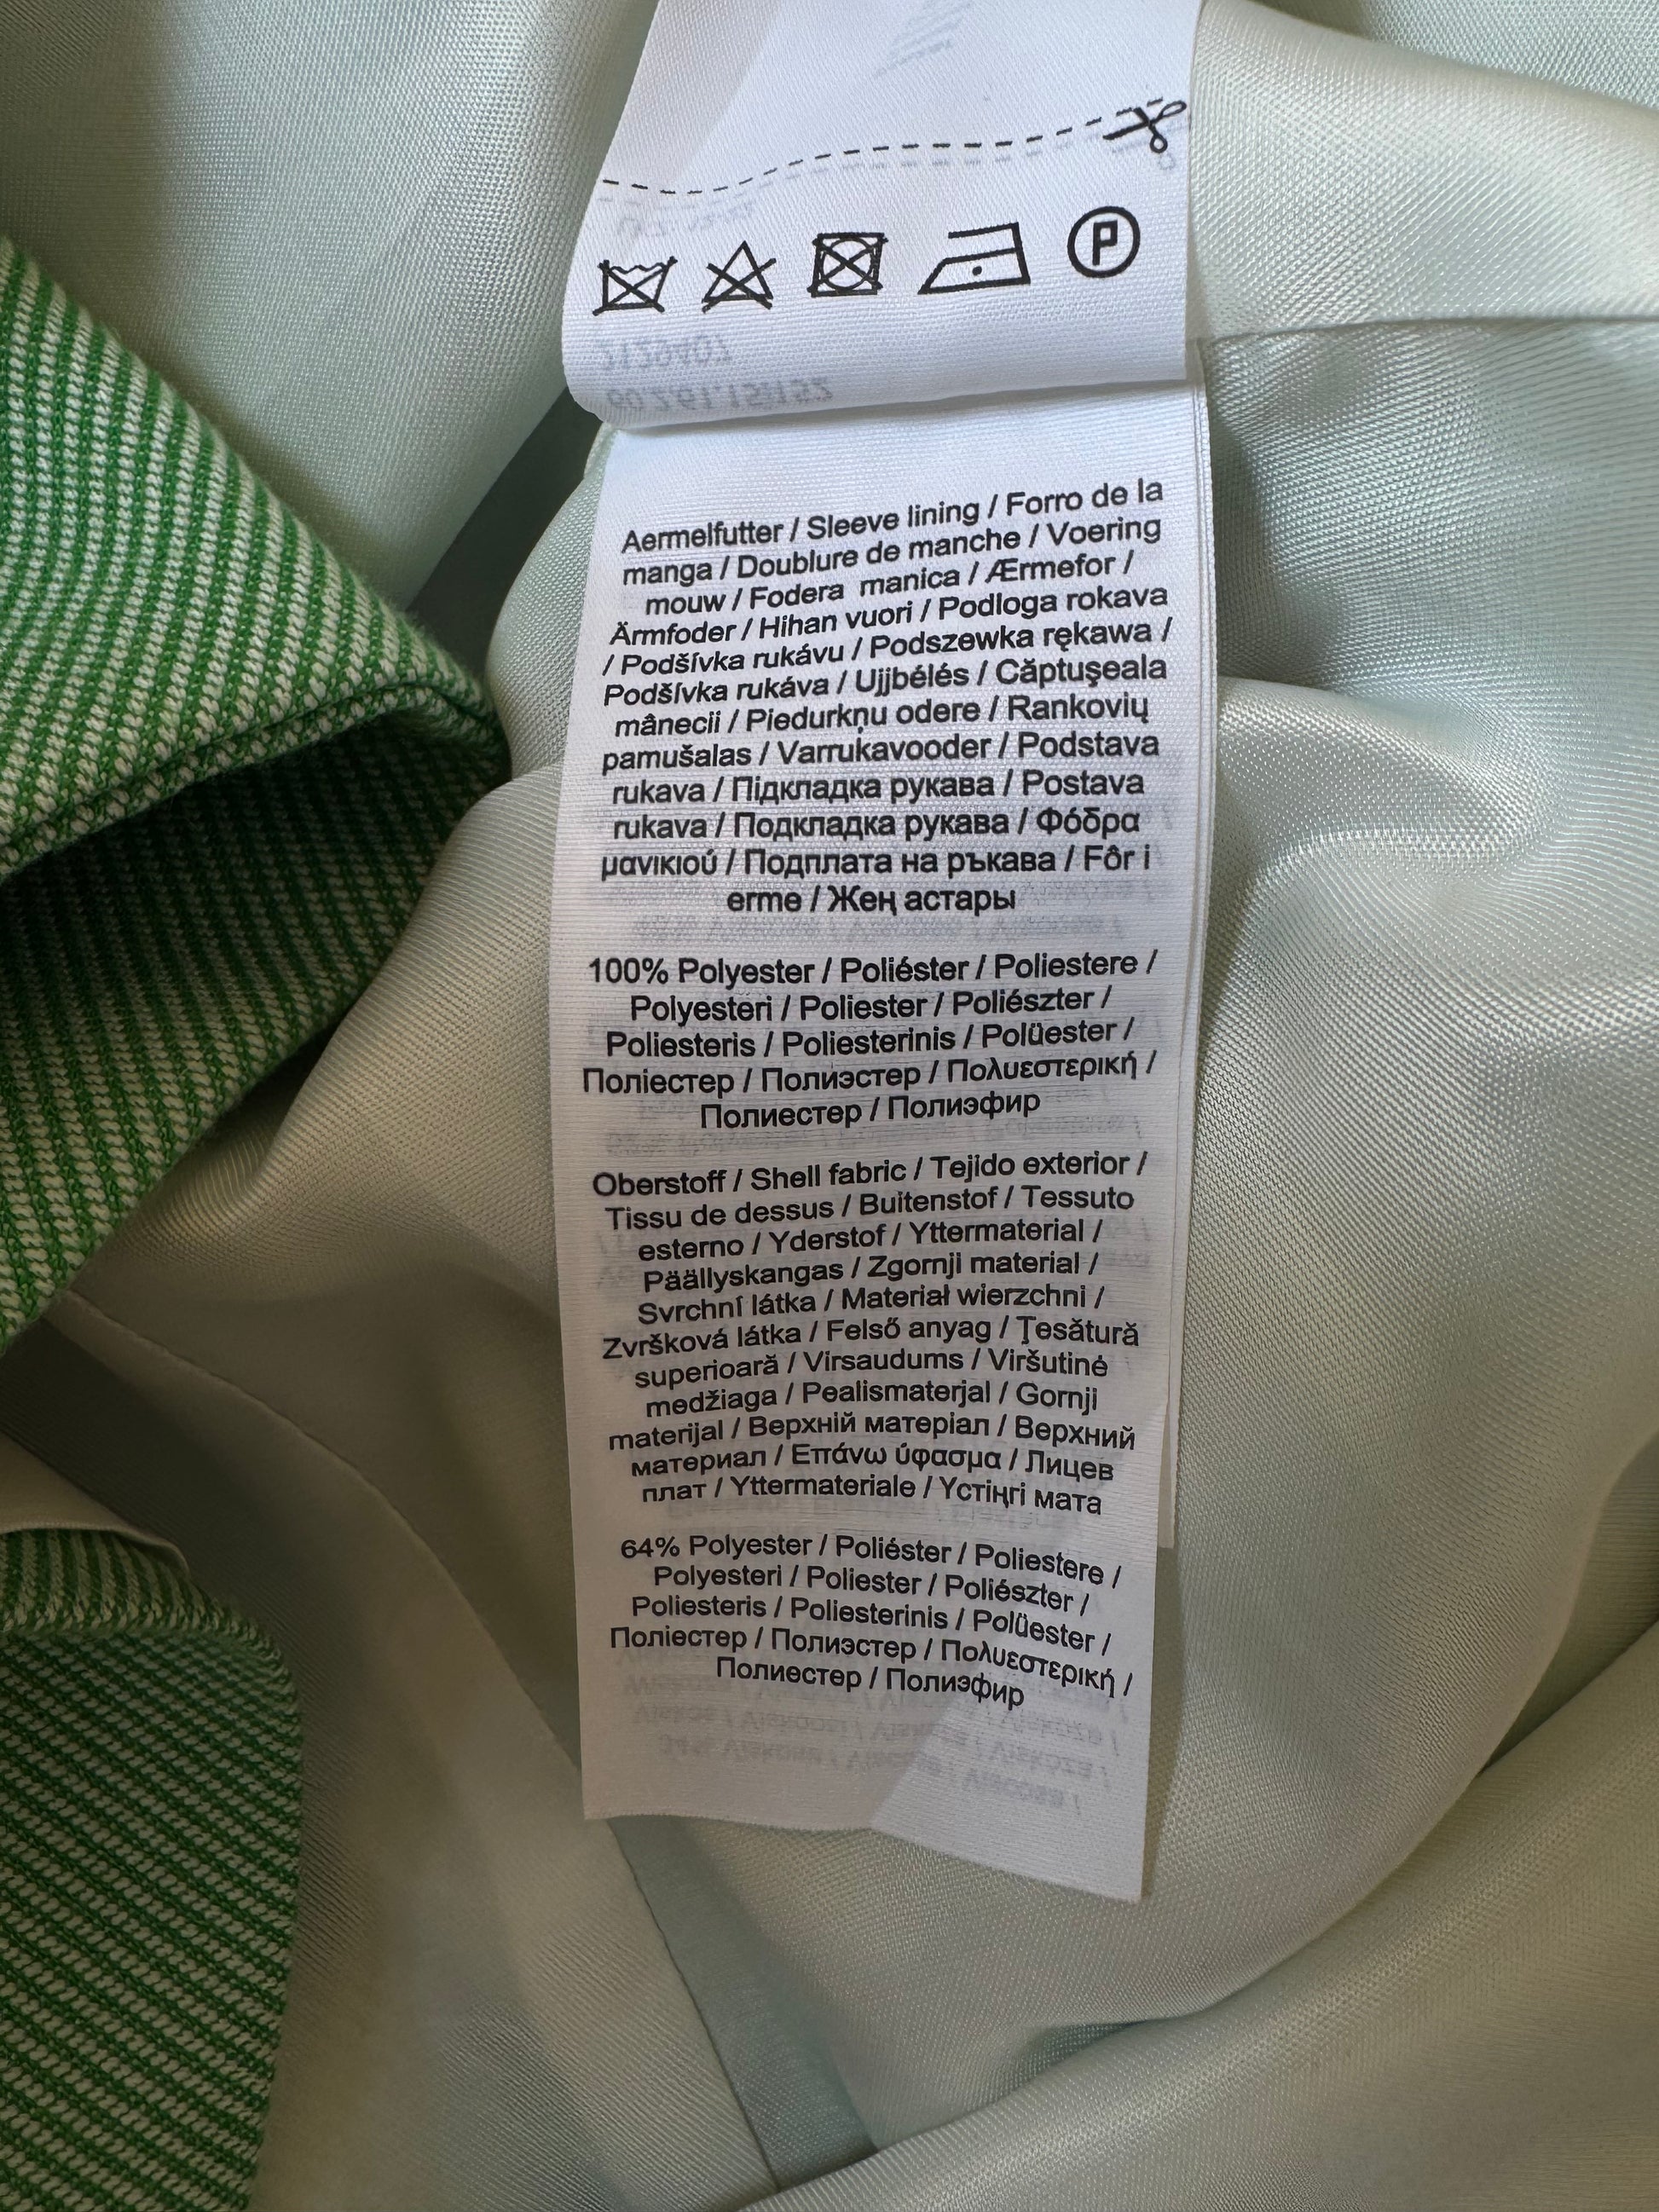 P
Aermelfutter / Sleeve lining / Forro de la
manga / Doublure de manche / Voering
mouw / Fodera manica / Ærmefor /
Ärmfoder / Hihan vuori / Podloga rokava
/ Podšívka rukávu / Podszewka rękawa /
Podšívka rukáva / Ujjbélés / Căptuşeala
mânecii / Piedurkņu odere / Rankovių
pamušalas / Varrukavooder / Podstava
rukava / Підкладка рукава / Postava
rukava / Подкладка рукава / Φόδρα
μανικιού / Подплата на ръкава / Fôr i
erme / Жең астары
100% Polyester / Poliéster / Poliestere /
Polyesteri / Poliester / Poliészter /
Poliesteris / Poliesterinis / Polüester /
Поліестер / Полиэстер / Πολυεστερική /
Полиестер / Полиэфир
Oberstoff / Shell fabric / Tejido exterior /
Tissu de dessus / Buitenstof / Tessuto
esterno / Yderstof / Yttermaterial /
Päällyskangas / Zgornji material /
Svrchní látka / Materiał wierzchni /
Zvršková látka / Felső anyag / Ţesătură
superioară / Virsaudums / Viršutinė
medžiaga / Pealismaterjal / Gornji
materijal / Верхній матеріал / Верхний
материал / Επάνω ύφασμα / Лицев
плат / Yttermateriale / Үстіңгі мата
64% Polyester / Poliéster / Poliestere /
Polyesteri / Poliester / Poliészter /
Poliesteris / Poliesterinis / Polüester /
Поліестер / Полиэстер / Πολυεστερική /
Полиестер / Полиэфир